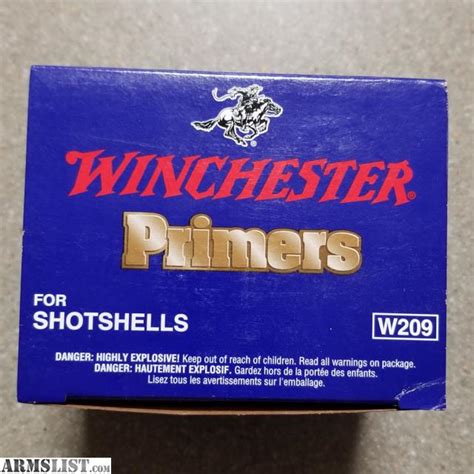 WINCHESTER®
Primers
FOR
SHOTSHELLS
W209
DANGER: HIGHLY EXPLOSIVE! Keep out of reach of children. Read all warnings on package.
DANGER: HAUTEMENT EXPLOSIF. Gardez hors de la portée des enfants.
Lisez tous les avertissements sur l'emballage.
ARMSLIST.com